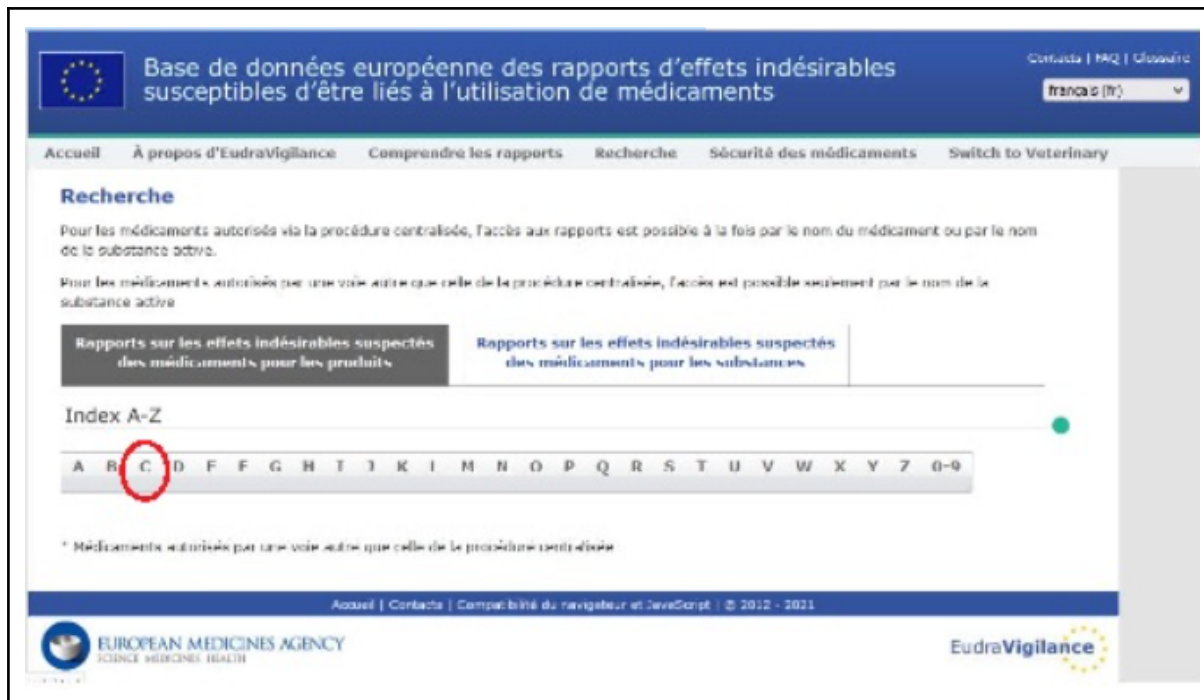 Base de données européenne des rapports d'effets indésirables
susceptibles d'être liés à l'utilisation de médicaments
Contacts | FAQ | Glossaire
français (fr)
Accueil À propos d'EudraVigilance Comprendre les rapports Recherche Sécurité des médicaments Switch to Veterinary
Recherche
Pour les médicaments autorisés via la procédure centralisée, l'accès aux rapports est possible à la fois par le nom du médicament ou par le nom
de la substance active.
Pour les médicaments autorisés par une voie autre que celle de la procédure centralisée, l'accès est possible seulement par le nom de la
substance active
Rapports sur les effets indésirables suspectés
des médicaments pour les produits
Rapports sur les effets indésirables suspectés
des médicaments pour les substances
Index A-Z
A B C D E F G H I J K L M N O P Q R S T U V W X Y Z 0-9
* Médicaments autorisés par une voie autre que celle de la procédure centralisée
Accueil | Contacts | Compatibilité du navigateur et JavaScript | © 2012 - 2021
EUROPEAN MEDICINES AGENCY
SCIENCE MEDICINES HEALTH
EudraVigilance